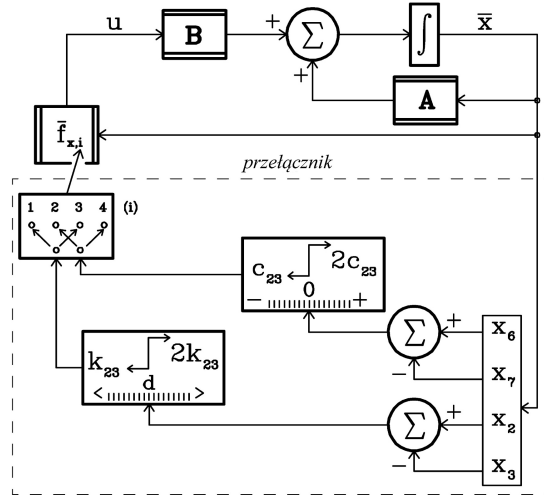 u
B
+
Σ
+
∫
x̄
A
f̄x,i
przełącznik
1 2 3 4 (i)
c23 2c23
− 0 +
k23 2k23
< d >
Σ + x6
− x7
Σ + x2
− x3